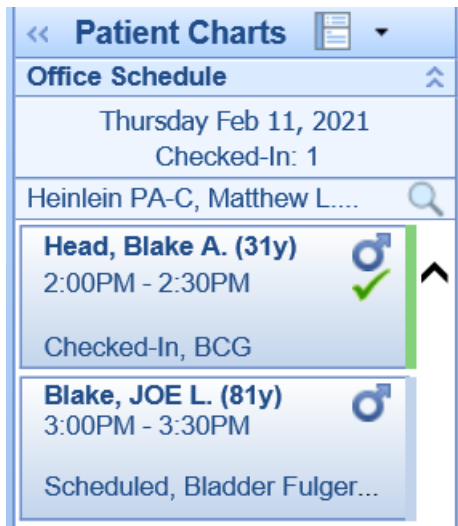 « Patient Charts
Office Schedule
Thursday Feb 11, 2021
Checked-In: 1
Heinlein PA-C, Matthew L....
Head, Blake A. (31y)
2:00PM - 2:30PM
Checked-In, BCG
Blake, JOE L. (81y)
3:00PM - 3:30PM
Scheduled, Bladder Fulger...